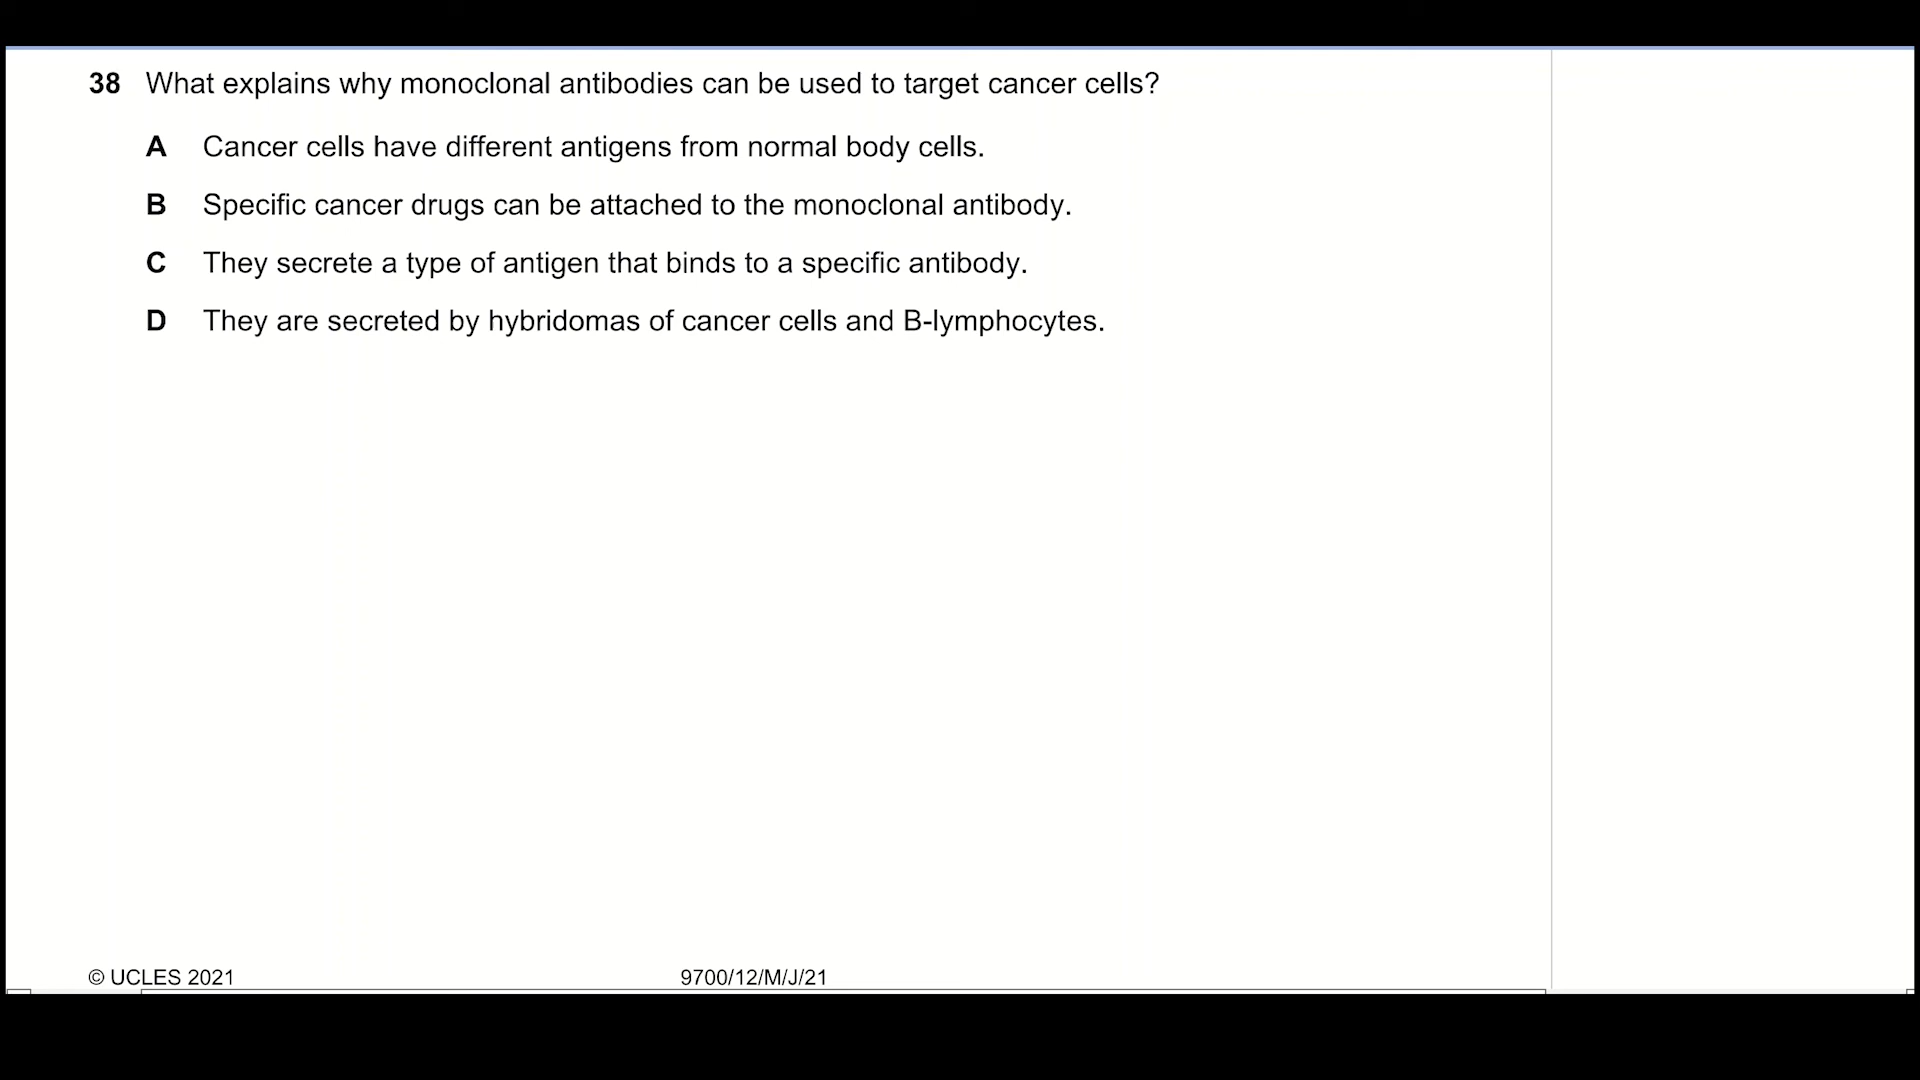 38 What explains why monoclonal antibodies can be used to target cancer cells?
A Cancer cells have different antigens from normal body cells.
B Specific cancer drugs can be attached to the monoclonal antibody.
C They secrete a type of antigen that binds to a specific antibody.
D They are secreted by hybridomas of cancer cells and B-lymphocytes.
© UCLES 2021 9700/12/M/J/21